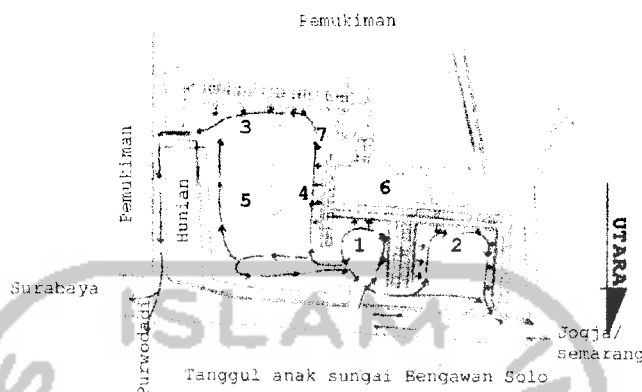 Pemukiman
3
7
Pemukiman
Hunian
5
4
6
1
2
UTARA
Surabaya
Purwodadi
ISLAM
Jogja/
semarang
Tanggul anak sungai Bengawan Solo